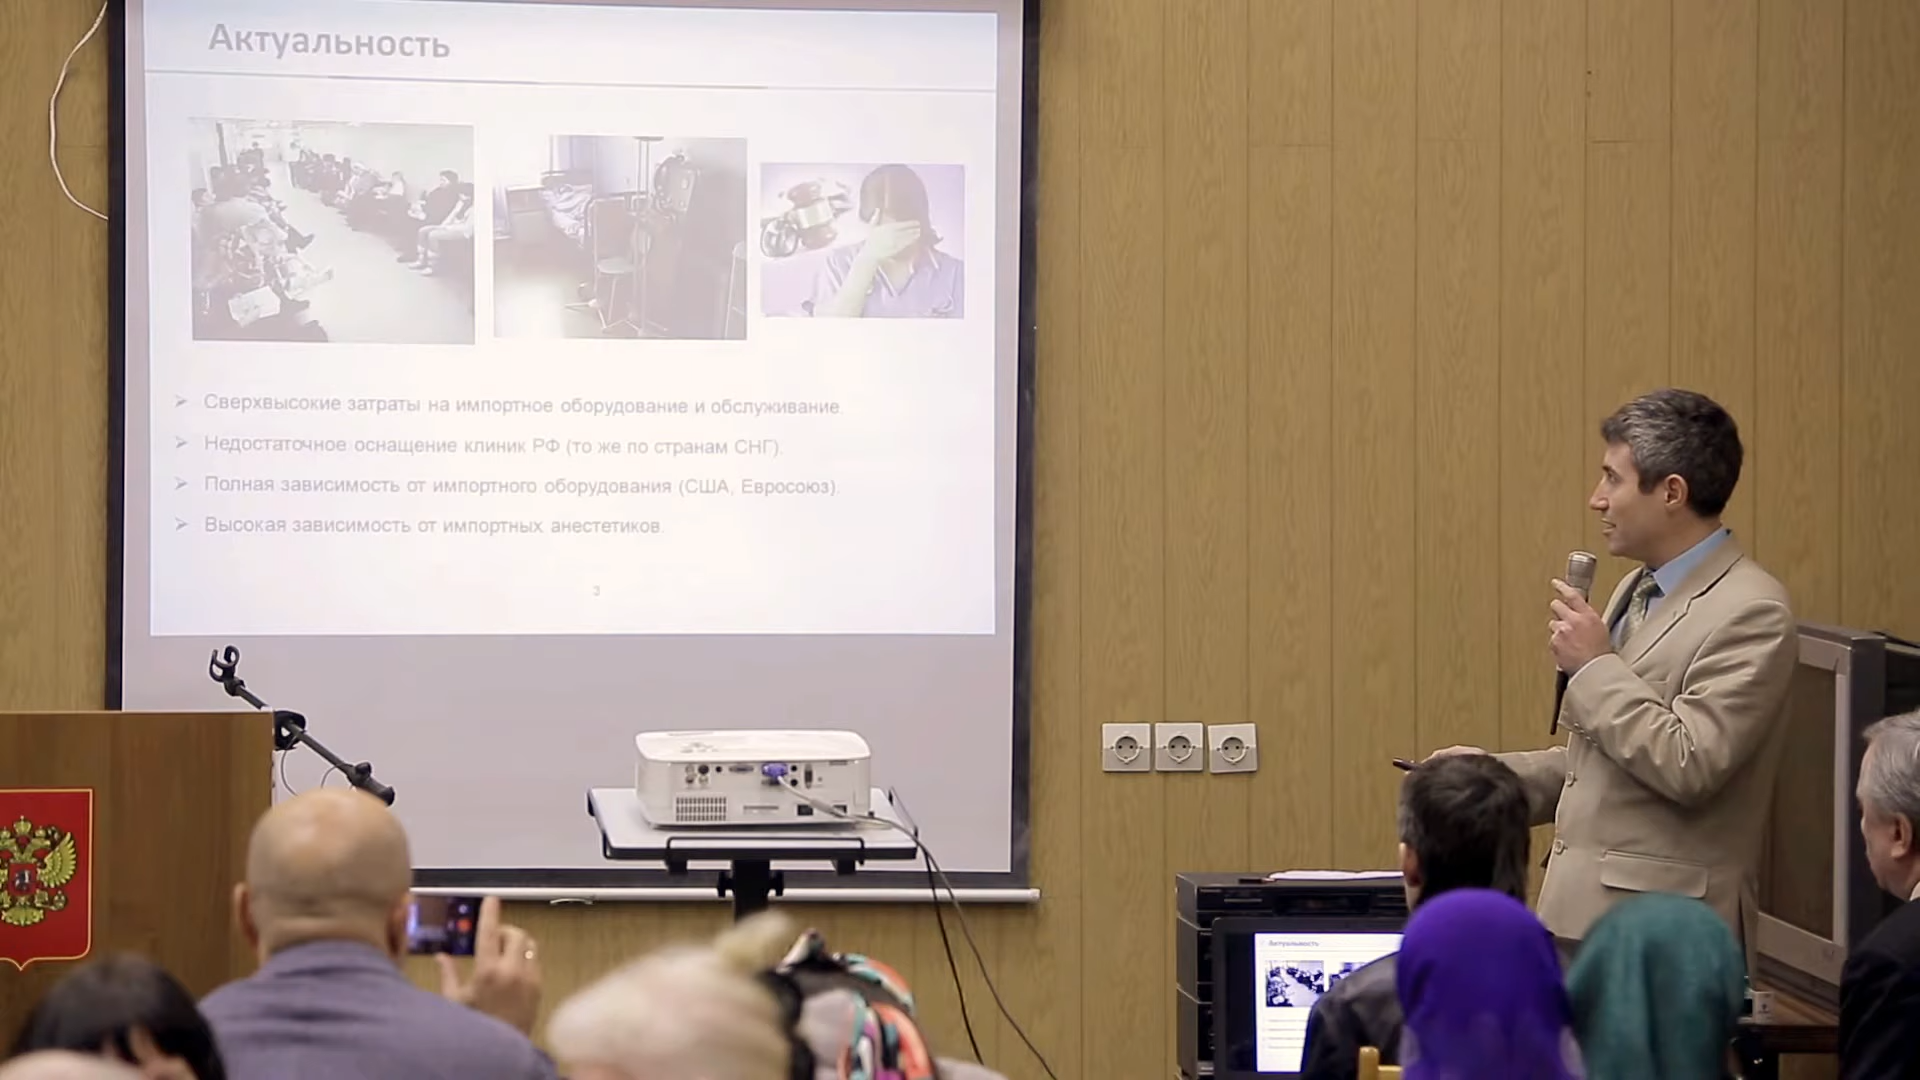 Актуальность
Сверхвысокие затраты на импортное оборудование и обслуживание.
Недостаточное оснащение клиник РФ (то же по странам СНГ).
Полная зависимость от импортного оборудования (США, Евросоюз).
Высокая зависимость от импортных анестетиков.
3
Актуальность